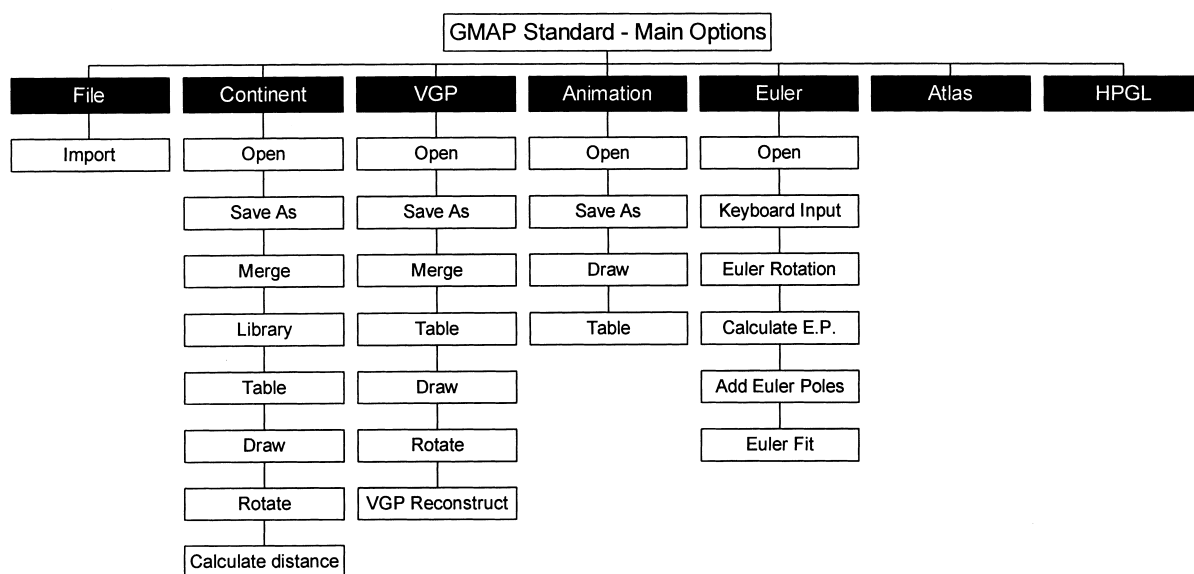 GMAP Standard - Main Options
File Continent VGP Animation Euler Atlas HPGL
Import Open Open Open Open
Save As Save As Save As Keyboard Input
Merge Merge Draw Euler Rotation
Library Table Table Calculate E.P.
Table Draw Add Euler Poles
Draw Rotate Euler Fit
Rotate VGP Reconstruct
Calculate distance